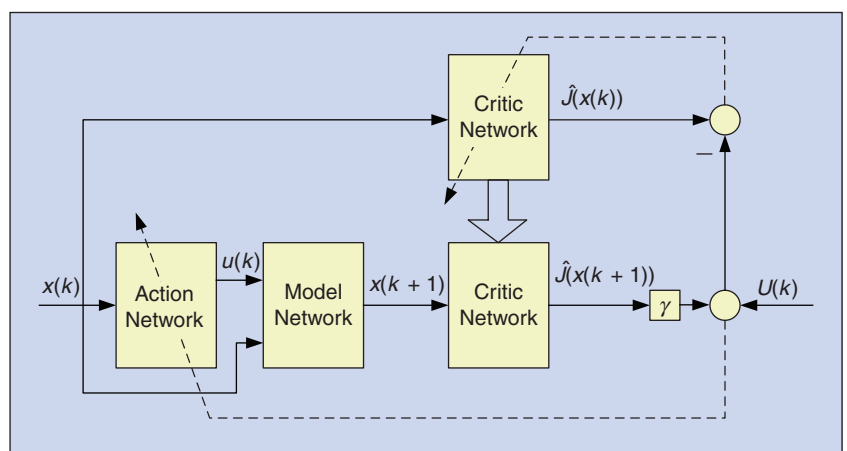 Critic
Network
Ĵ(x(k))
–
x(k)
Action
Network
u(k)
Model
Network
x(k + 1)
Critic
Network
Ĵ(x(k + 1))
γ
U(k)